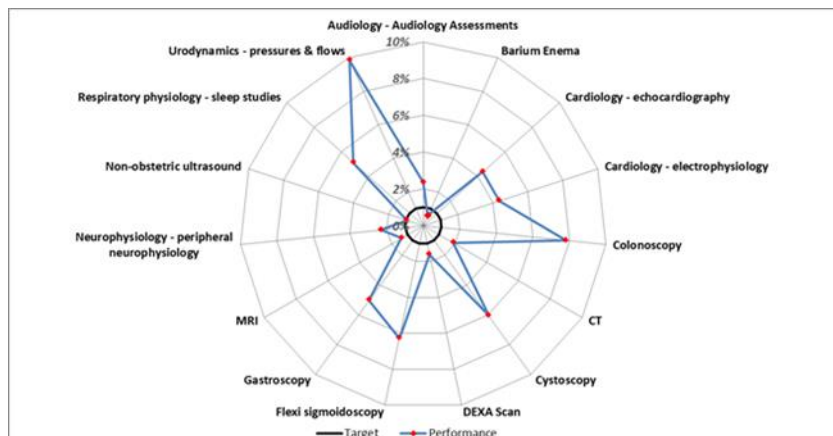 Audiology - Audiology Assessments
10%
Urodynamics - pressures & flows
Barium Enema
8%
Respiratory physiology - sleep studies
Cardiology - echocardiography
6%
Non-obstetric ultrasound
4%
Cardiology - electrophysiology
2%
0%
Neurophysiology - peripheral
neurophysiology
Colonoscopy
MRI
CT
Gastroscopy
Cystoscopy
Flexi sigmoidoscopy
DEXA Scan
Target
Performance